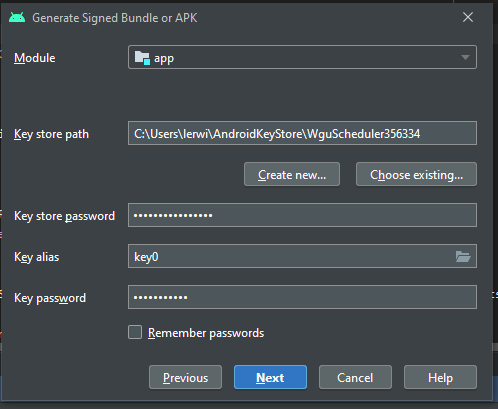 Generate Signed Bundle or APK
Module
app
Key store path
C:\Users\lerwi\AndroidKeyStore\WguScheduler356334
Create new...
Choose existing...
Key store password
••••••••••••••••
Key alias
key0
Key password
•••••••••••
Remember passwords
Previous
Next
Cancel
Help